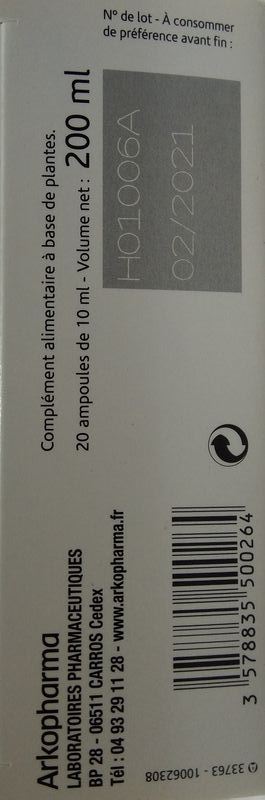 Complément alimentaire à base de plantes.
20 ampoules de 10 ml - Volume net : 200 ml
N° de lot - À consommer
de préférence avant fin :
H01006A
02/2021
Arkopharma
LABORATOIRES PHARMACEUTIQUES
BP 28 - 06511 CARROS Cedex
Tél : 04 93 29 11 28 - www.arkopharma.fr
3 578835 500264
33763 - 10062308